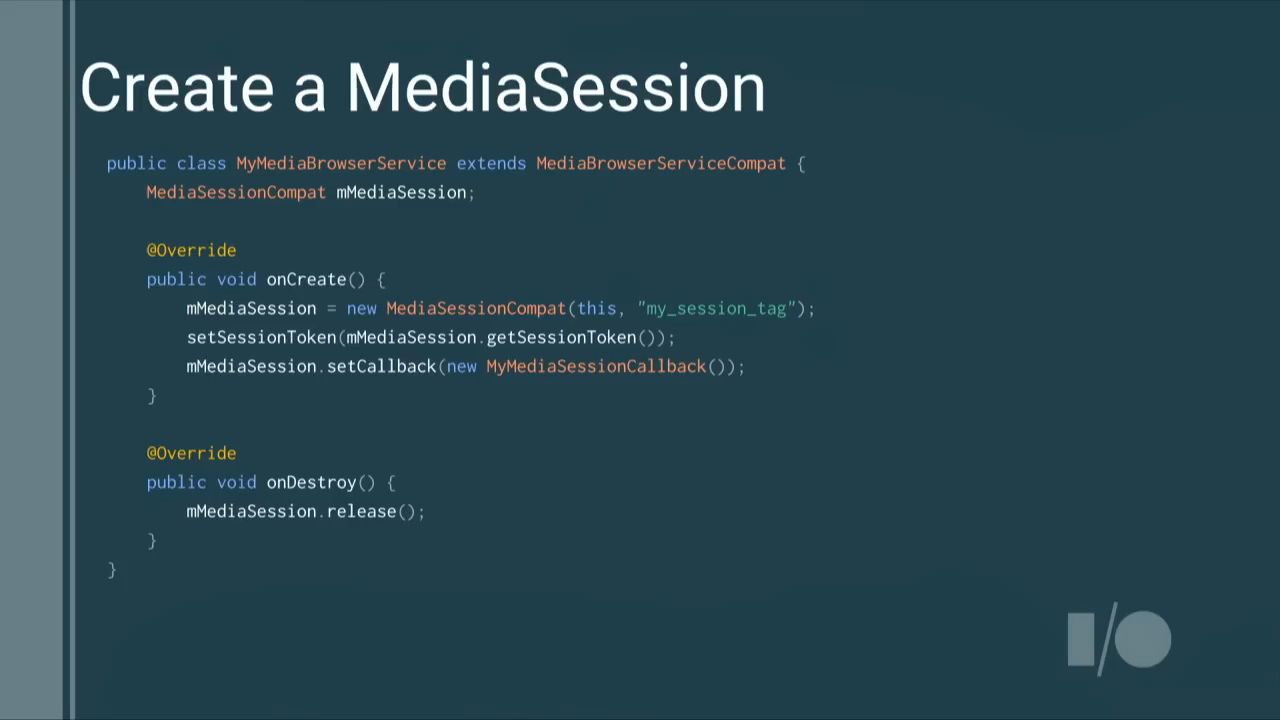 Create a MediaSession
public class MyMediaBrowserService extends MediaBrowserServiceCompat {
    MediaSessionCompat mMediaSession;

    @Override
    public void onCreate() {
        mMediaSession = new MediaSessionCompat(this, "my_session_tag");
        setSessionToken(mMediaSession.getSessionToken());
        mMediaSession.setCallback(new MyMediaSessionCallback());
    }

    @Override
    public void onDestroy() {
        mMediaSession.release();
    }
}
I/O